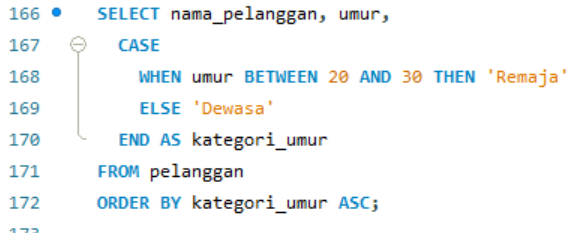 166 SELECT nama_pelanggan, umur,
167 CASE
168 WHEN umur BETWEEN 20 AND 30 THEN 'Remaja'
169 ELSE 'Dewasa'
170 END AS kategori_umur
171 FROM pelanggan
172 ORDER BY kategori_umur ASC;
173